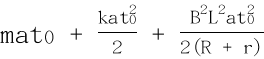 mat₀ + kat₀²/2 + B²L²at₀²/2(R + r)